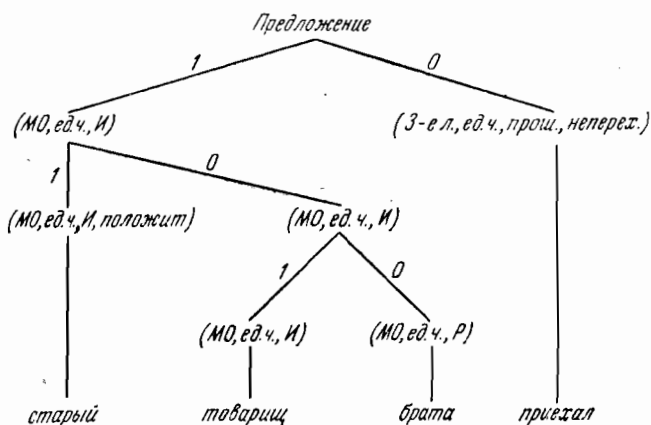 Предложение
1 0
(МО, ед.ч., И) (3-е л., ед.ч., прош., неперех.)
1 0
(МО, ед.ч., И, положит) (МО, ед.ч., И)
1 0
(МО, ед.ч., И) (МО, ед.ч., Р)
старый товарищ брата приехал